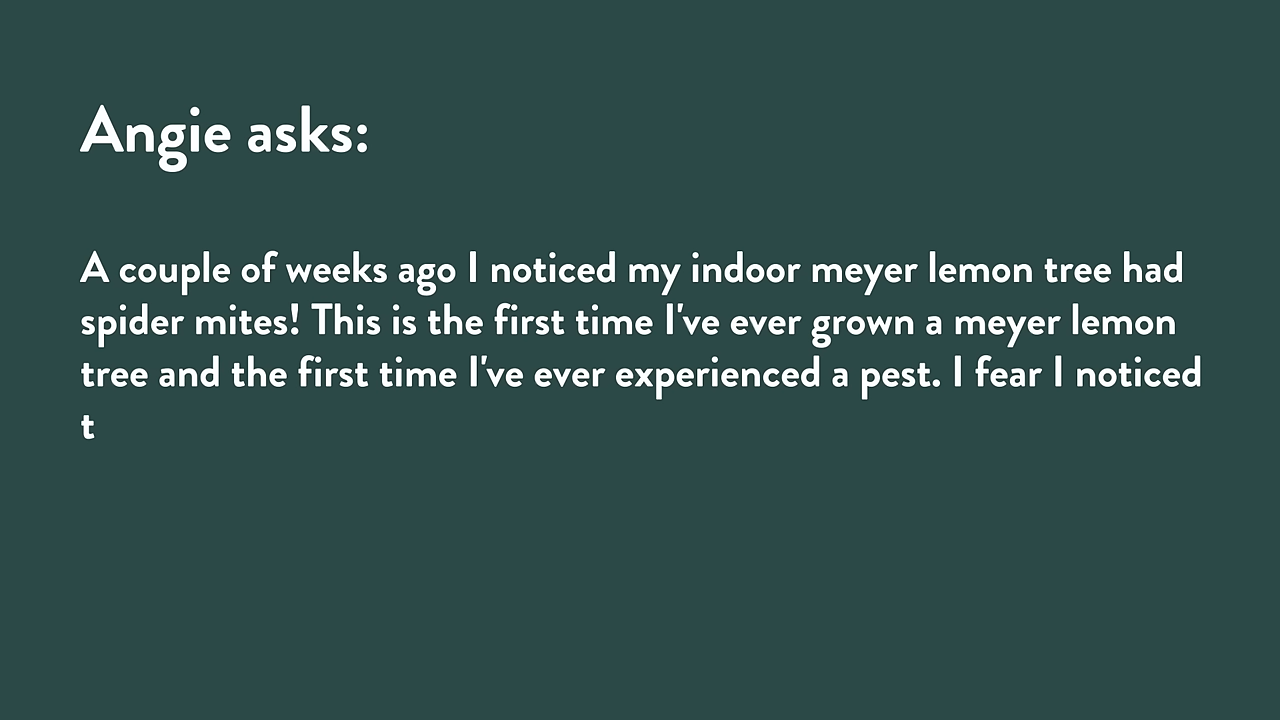 Angie asks:
A couple of weeks ago I noticed my indoor meyer lemon tree had
spider mites! This is the first time I've ever grown a meyer lemon
tree and the first time I've ever experienced a pest. I fear I noticed
t